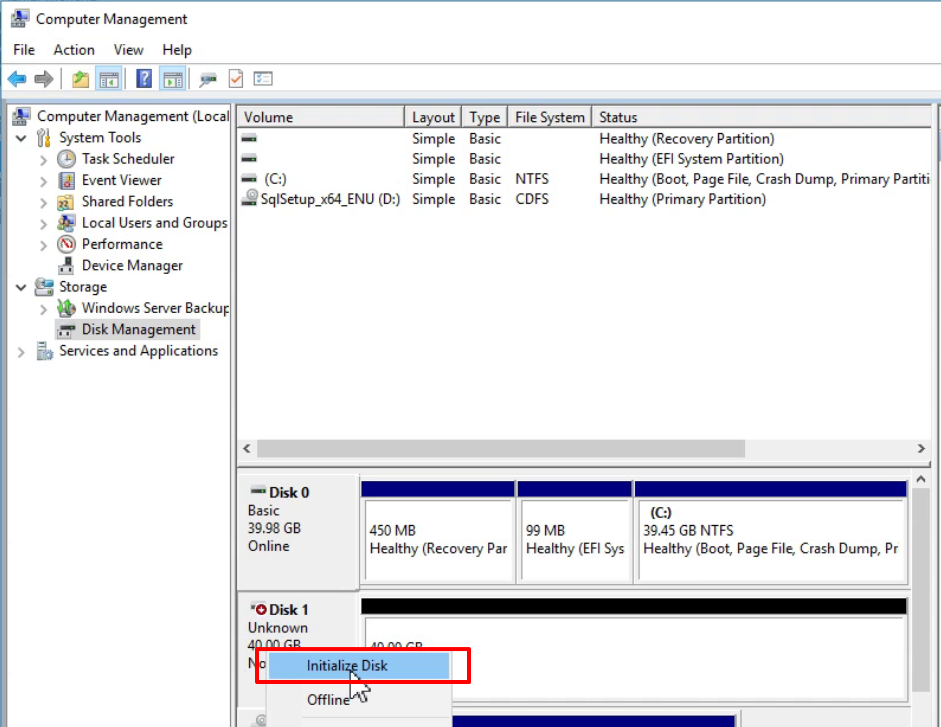 Computer Management
File Action View Help
Computer Management (Local
System Tools
Task Scheduler
Event Viewer
Shared Folders
Local Users and Groups
Performance
Device Manager
Storage
Windows Server Backup
Disk Management
Services and Applications
Volume Layout Type File System Status
Simple Basic Healthy (Recovery Partition)
Simple Basic Healthy (EFI System Partition)
(C:) Simple Basic NTFS Healthy (Boot, Page File, Crash Dump, Primary Partiti
SqlSetup_x64_ENU (D:) Simple Basic CDFS Healthy (Primary Partition)
Disk 0
Basic
39.98 GB
Online
450 MB
Healthy (Recovery Par
99 MB
Healthy (EFI Sys
(C:)
39.45 GB NTFS
Healthy (Boot, Page File, Crash Dump, Pr
Disk 1
Unknown
40.00 GB
No
40.00 GB
Initialize Disk
Offline